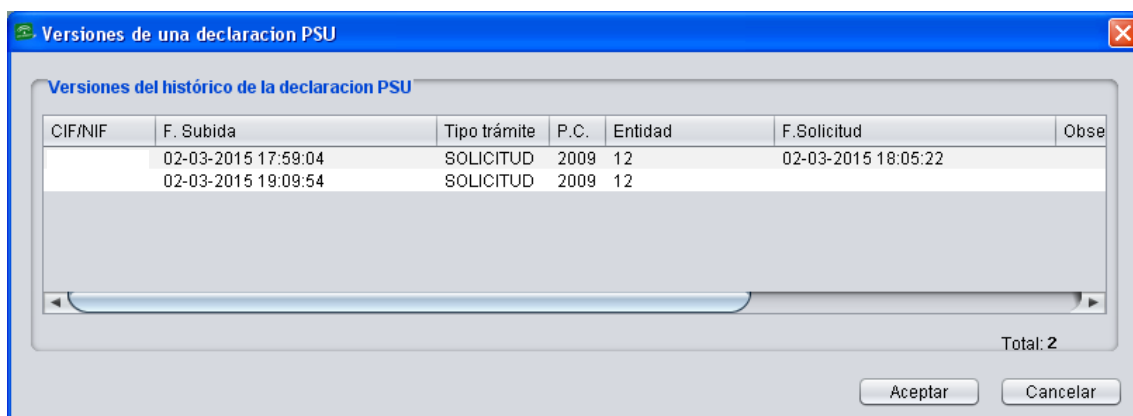 Versiones de una declaracion PSU
Versiones del histórico de la declaracion PSU
CIF/NIF F. Subida Tipo trámite P.C. Entidad F.Solicitud Obse
02-03-2015 17:59:04 SOLICITUD 2009 12 02-03-2015 18:05:22
02-03-2015 19:09:54 SOLICITUD 2009 12
Total: 2
Aceptar Cancelar